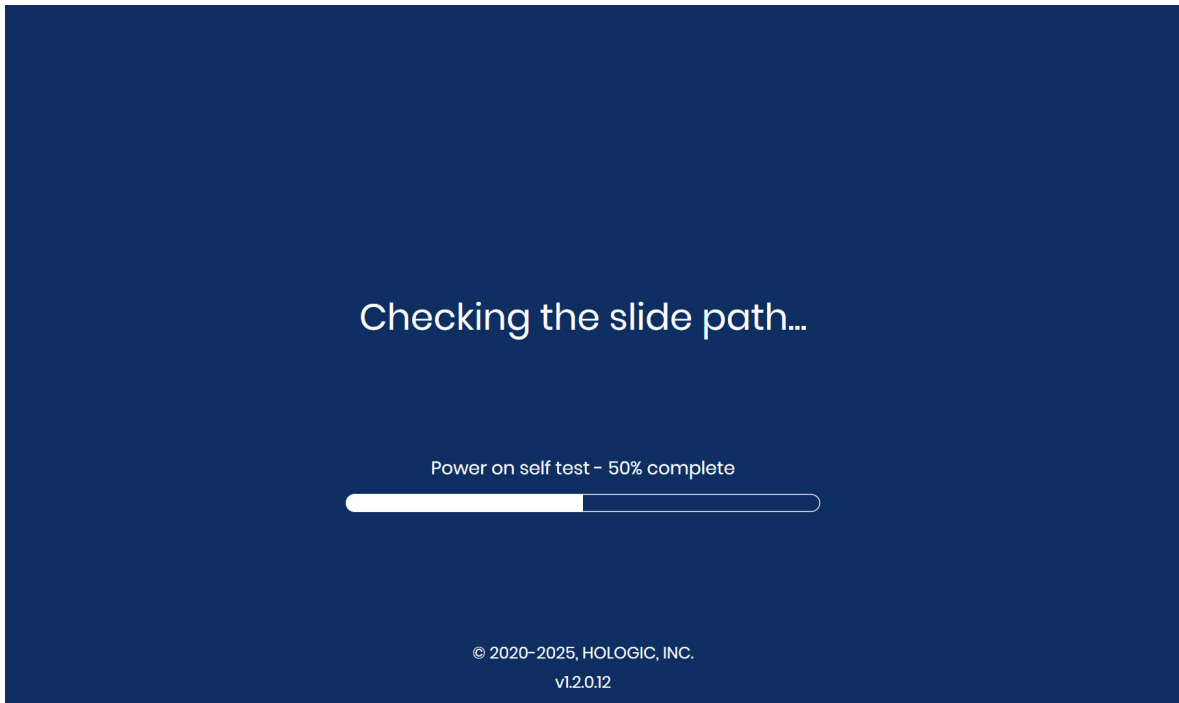 Checking the slide path...
Power on self test - 50% complete
© 2020-2025, HOLOGIC, INC.
v1.2.0.12